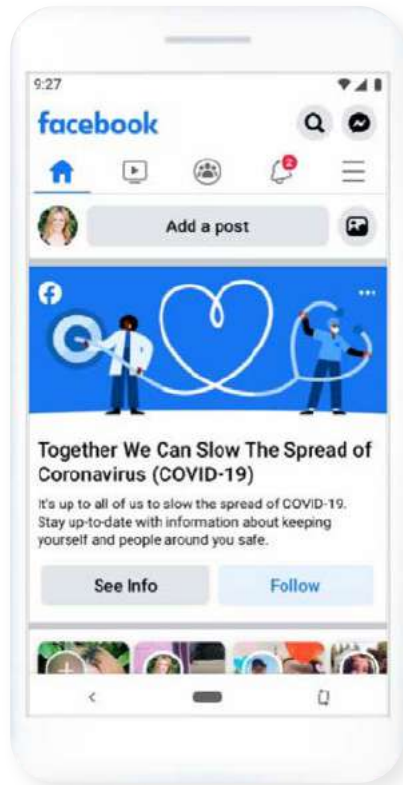 9:27
facebook
2
Add a post
Together We Can Slow The Spread of
Coronavirus (COVID-19)
It's up to all of us to slow the spread of COVID-19.
Stay up-to-date with information about keeping
yourself and people around you safe.
See Info
Follow